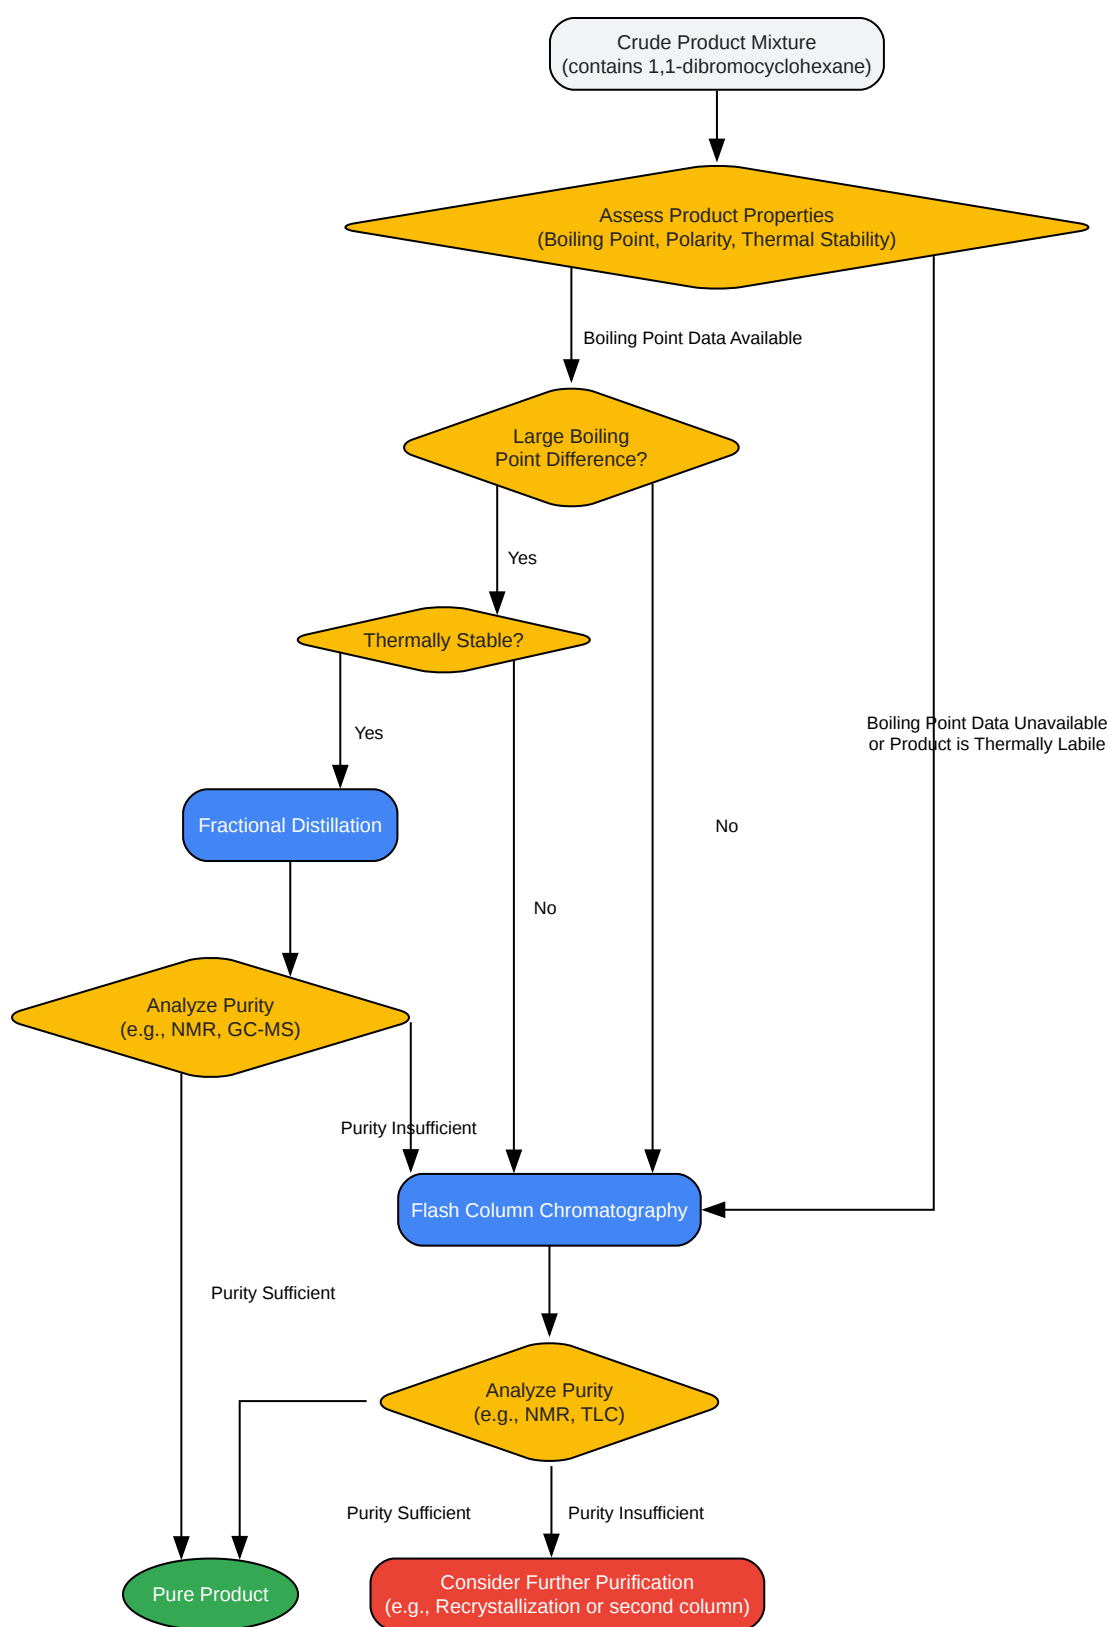 Crude Product Mixture
(contains 1,1-dibromocyclohexane)
Assess Product Properties
(Boiling Point, Polarity, Thermal Stability)
Boiling Point Data Available
Large Boiling
Point Difference?
Yes
Thermally Stable?
Boiling Point Data Unavailable
or Product is Thermally Labile
Yes
Fractional Distillation
No
No
Analyze Purity
(e.g., NMR, GC-MS)
Purity Insufficient
Flash Column Chromatography
Purity Sufficient
Analyze Purity
(e.g., NMR, TLC)
Purity Sufficient
Purity Insufficient
Pure Product
Consider Further Purification
(e.g., Recrystallization or second column)